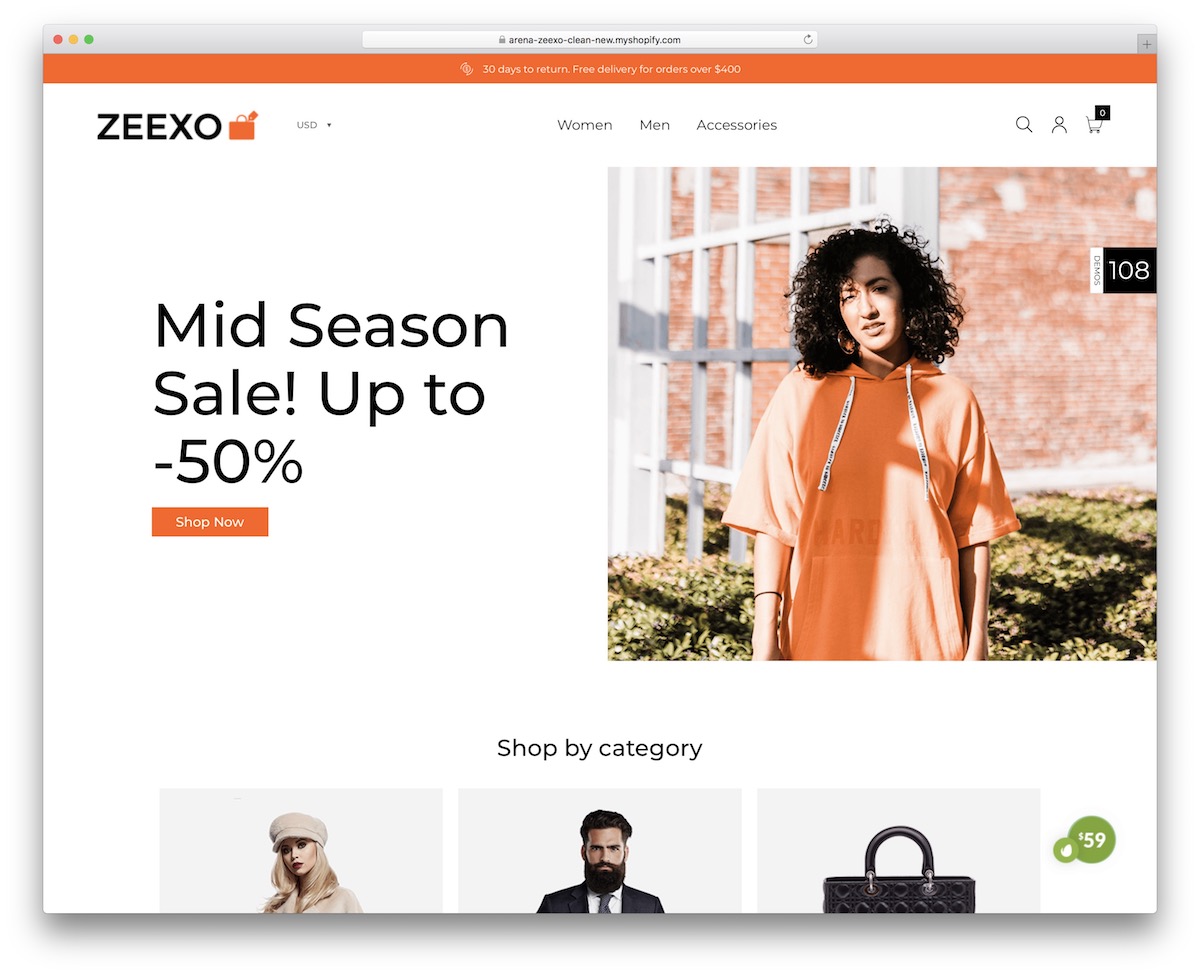 arena-zeexo-clean-new.myshopify.com
30 days to return. Free delivery for orders over $400
ZEEXO
USD
Women
Men
Accessories
0
DEMOS
108
Mid Season
Sale! Up to
-50%
Shop Now
HARD
Shop by category
$59